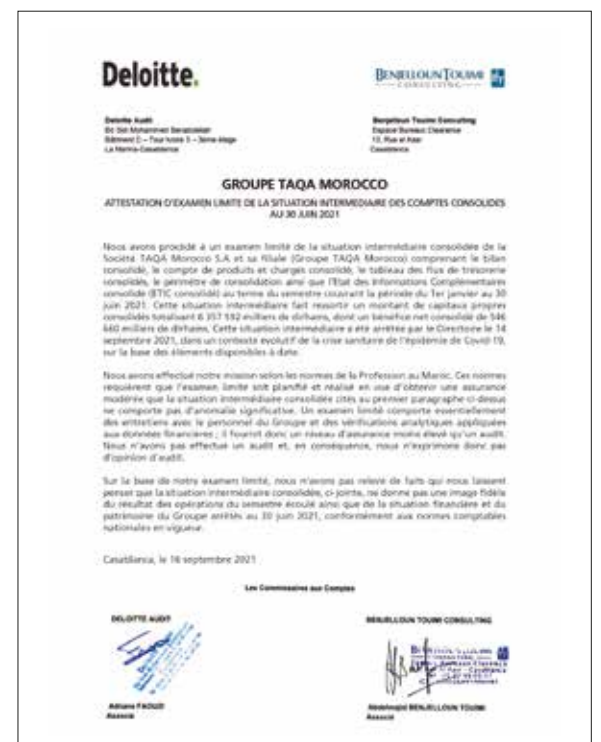 Deloitte.
BENJELLOUN TOUIMI
CONSULTING
Deloitte Audit
Bd Sidi Mohammed Benabdellah
Bâtiment C – Tour Ivoire 3 – 3ème étage
La Marina Casablanca
Benjelloun Touimi Consulting
Espace Bureaux Clearance
Casablanca
GROUPE TAQA MOROCCO
ATTESTATION D'EXAMEN LIMITE DE LA SITUATION INTERMEDIAIRE DES COMPTES CONSOLIDES
AU 30 JUIN 2021
Nous avons procédé à un examen limité de la situation intermédiaire consolidée de la
Société TAQA Morocco S.A et sa filiale (Groupe TAQA Morocco) comprenant le bilan
consolidé, le compte de produits et charges consolidé, le tableau des flux de trésorerie
consolidés, le périmètre de consolidation ainsi que l'Etat des Informations Complémentaires
consolidé (ETIC consolidé) au terme du semestre couvrant la période du 1er janvier au 30
juin 2021. Cette situation intermédiaire fait ressortir un montant de capitaux propres
consolidés totalisant 6 357 592 milliers de dirhams, dont un bénéfice net consolidé de 546
660 milliers de dirhams. Cette situation intermédiaire a été arrêtée par le Directoire le 14
septembre 2021, dans un contexte évolutif de la crise sanitaire de l'épidémie de Covid-19,
sur la base des éléments disponibles à date.
Nous avons effectué notre mission selon les normes de la Profession au Maroc. Ces normes
requièrent que l'examen limité soit planifié et réalisé en vue d'obtenir une assurance
modérée que la situation intermédiaire consolidée cités au premier paragraphe ci-dessus
ne comporte pas d'anomalie significative. Un examen limité comporte essentiellement
des entretiens avec le personnel du Groupe et des vérifications analytiques appliquées
aux données financières ; il fournit donc un niveau d'assurance moins élevé qu'un audit.
Nous n'avons pas effectué un audit et, en conséquence, nous n'exprimons donc pas
d'opinion d'audit.
Sur la base de notre examen limité, nous n'avons pas relevé de faits qui nous laissent
penser que la situation intermédiaire consolidée, ci-jointe, ne donne pas une image fidèle
du résultat des opérations du semestre écoulé ainsi que de la situation financière et du
patrimoine du Groupe arrêtés au 30 juin 2021, conformément aux normes comptables
nationales en vigueur.
Casablanca, le 16 septembre 2021
Les Commissaires aux Comptes
DELOITTE AUDIT
BENJELLOUN TOUIMI CONSULTING
Adnane FAOUZI
Associé
Abdelmejid BENJELLOUN TOUIMI
Associé